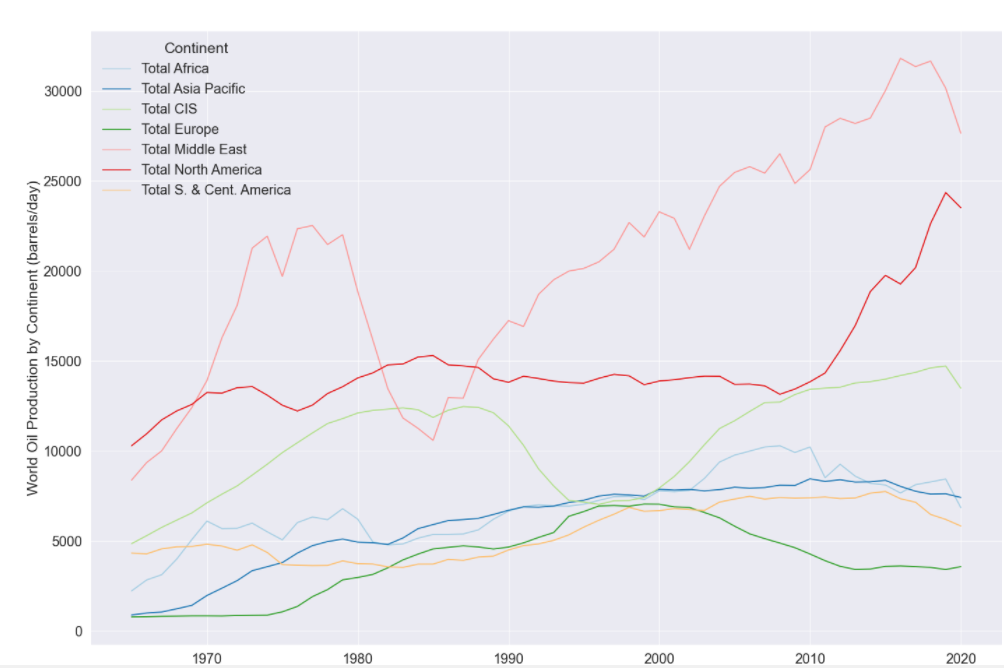 Continent
Total Africa
Total Asia Pacific
Total CIS
Total Europe
Total Middle East
Total North America
Total S. & Cent. America
World Oil Production by Continent (barrels/day)
30000
25000
20000
15000
10000
5000
0
1970 1980 1990 2000 2010 2020